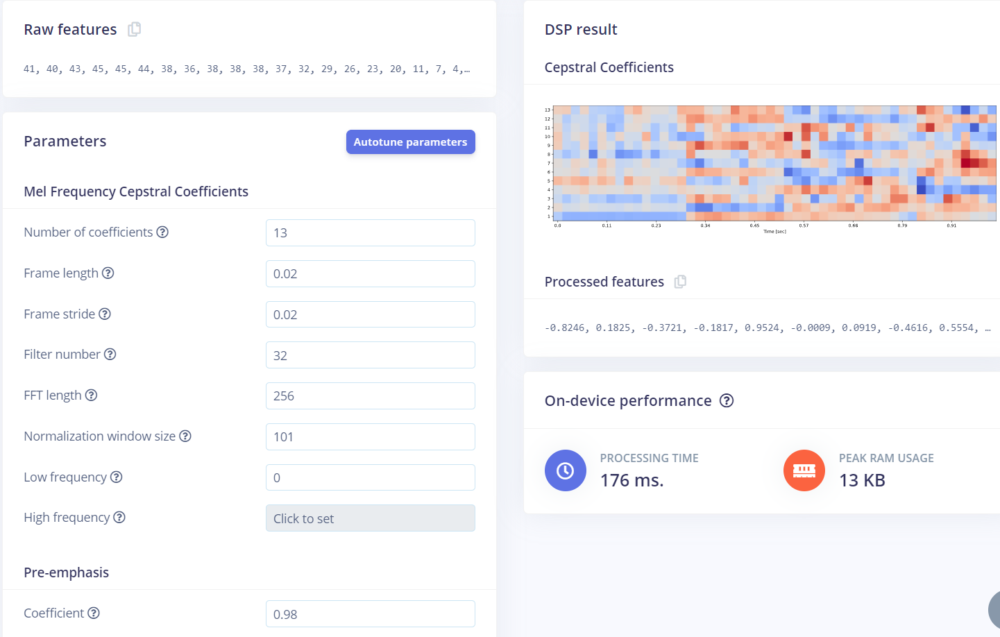 Raw features
41, 40, 43, 45, 45, 44, 38, 36, 38, 38, 38, 37, 32, 29, 26, 23, 20, 11, 7, 4,…
Parameters
Autotune parameters
Mel Frequency Cepstral Coefficients
Number of coefficients
13
Frame length
0.02
Frame stride
0.02
Filter number
32
FFT length
256
Normalization window size
101
Low frequency
0
High frequency
Click to set
Pre-emphasis
Coefficient
0.98
DSP result
Cepstral Coefficients
13
12
11
10
9
8
7
6
5
4
3
2
1
0.0 0.11 0.23 0.34 0.45 0.57 0.68 0.79 0.91
Time [sec]
Processed features
-0.8246, 0.1825, -0.3721, -0.1817, 0.9524, -0.0009, 0.0919, -0.4616, 0.5554, …
On-device performance
PROCESSING TIME
176 ms.
PEAK RAM USAGE
13 KB